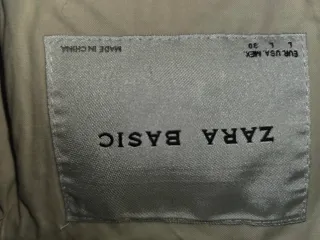 ZARA BASIC
EUR USA MEX
L L 30
MADE IN CHINA